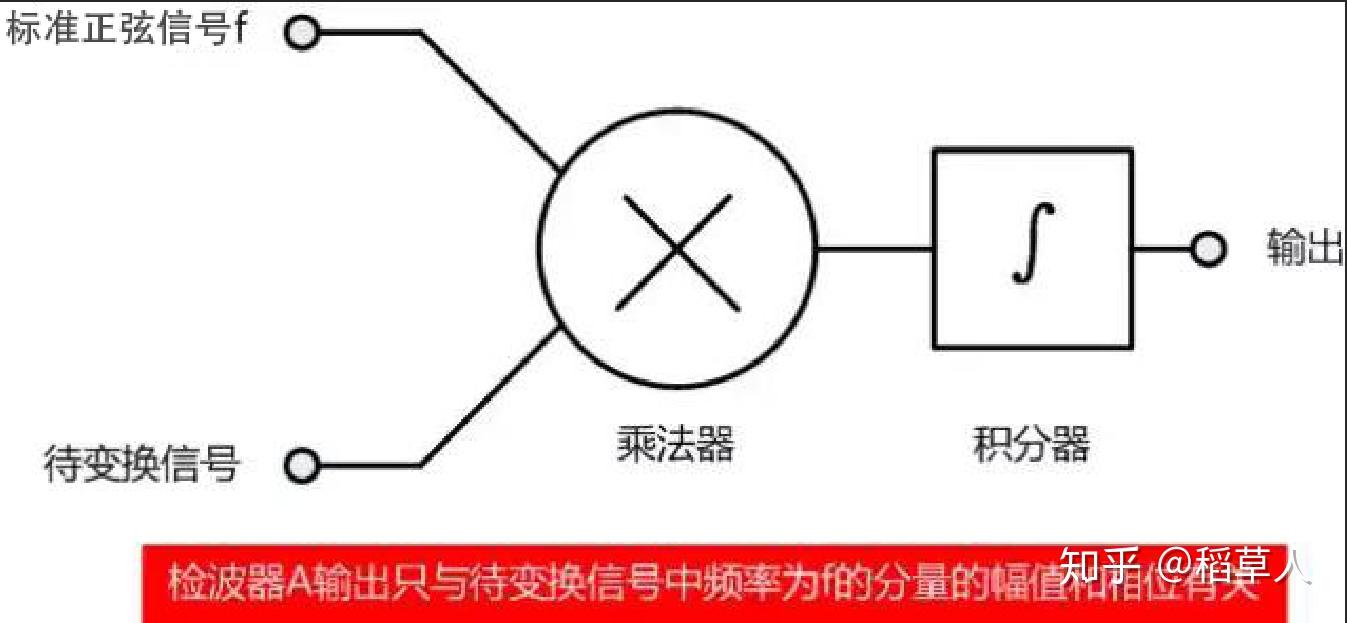 标准正弦信号f
∫
输出
待变换信号
乘法器
积分器
检波器A输出只与待变换信号中频率为f的分量的幅值和相位有关
知乎 @稻草人